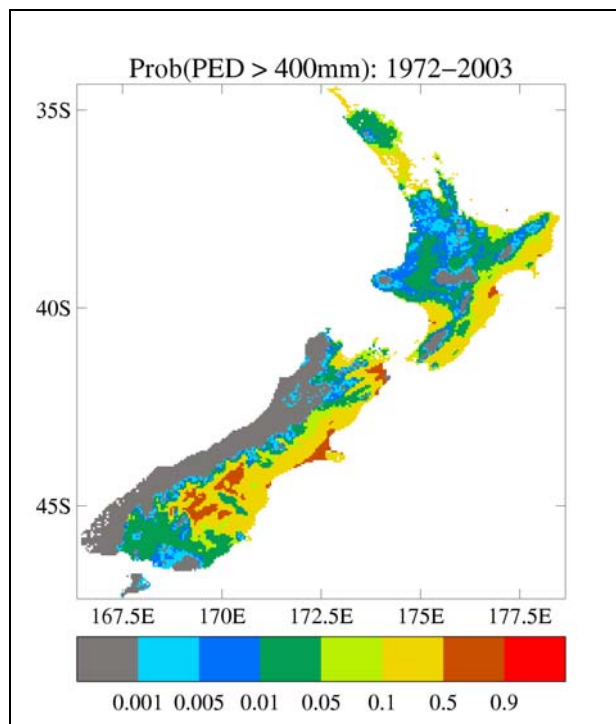 Prob(PED > 400mm): 1972–2003
35S
40S
45S
167.5E 170E 172.5E 175E 177.5E
0.001 0.005 0.01 0.05 0.1 0.5 0.9